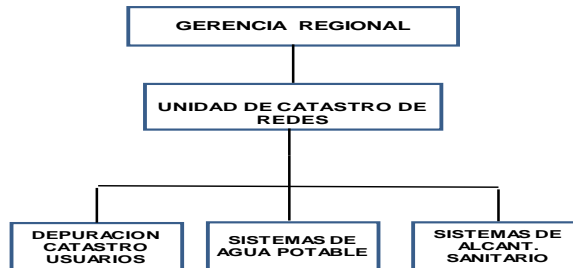 GERENCIA REGIONAL
UNIDAD DE CATASTRO DE
REDES
DEPURACION
CATASTRO
USUARIOS
SISTEMAS DE
AGUA POTABLE
SISTEMAS DE
ALCANT.
SANITARIO